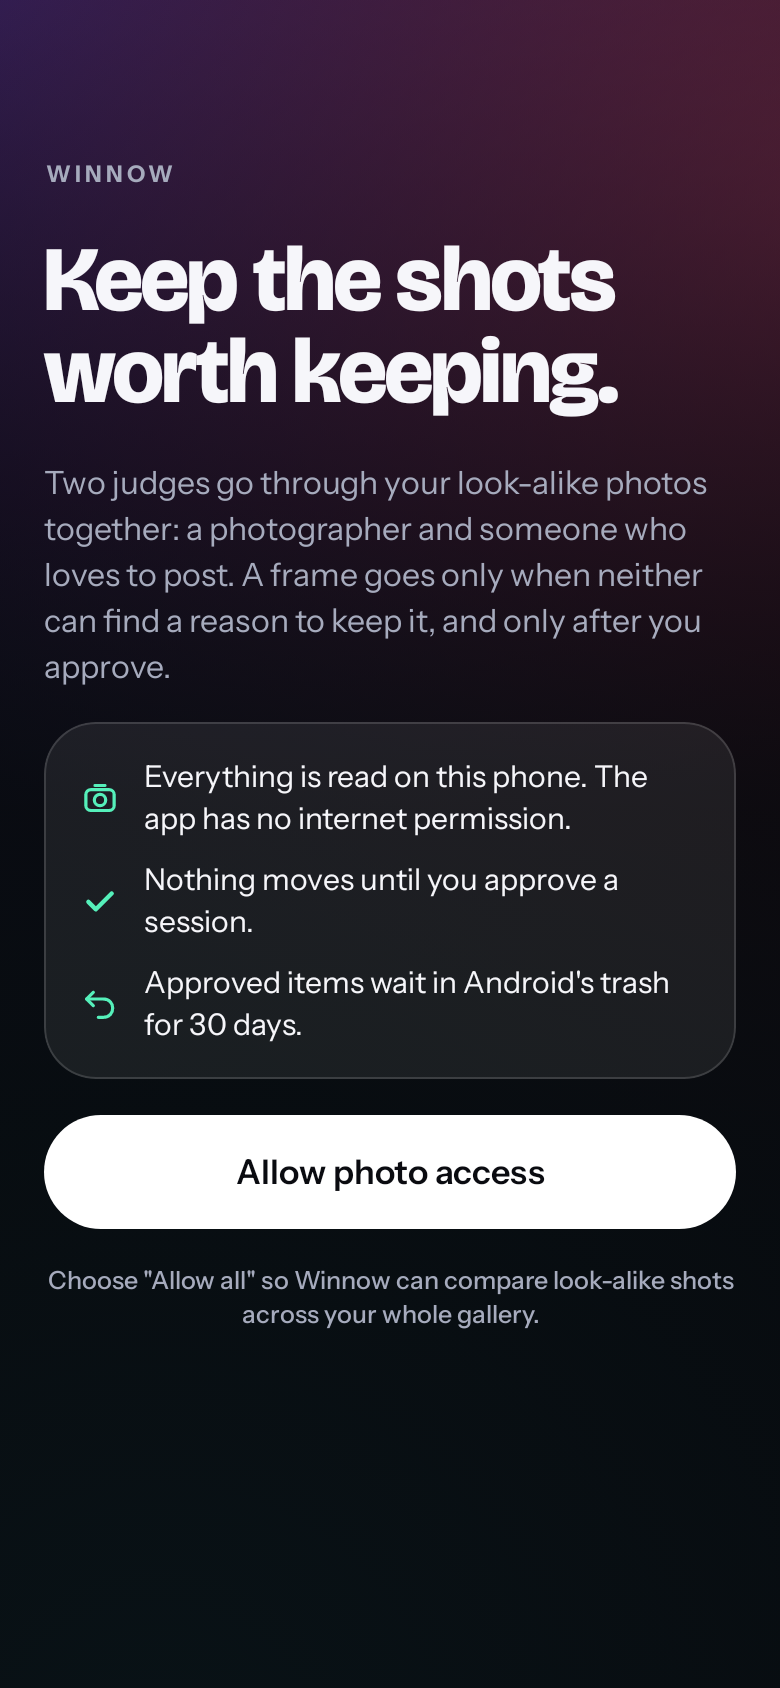 WINNOW
Keep the shots
worth keeping.
Two judges go through your look-alike photos
together: a photographer and someone who
loves to post. A frame goes only when neither
can find a reason to keep it, and only after you
approve.
Everything is read on this phone. The
app has no internet permission.
Nothing moves until you approve a
session.
Approved items wait in Android's trash
for 30 days.
Allow photo access
Choose "Allow all" so Winnow can compare look-alike shots
across your whole gallery.